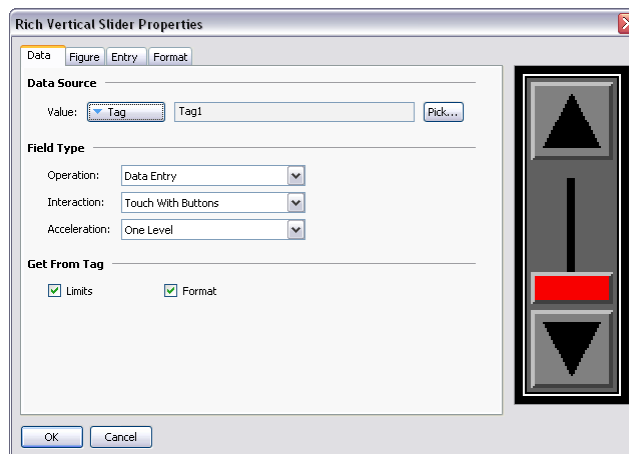 Rich Vertical Slider Properties
Data Figure Entry Format
Data Source
Value: Tag Tag1 Pick...
Field Type
Operation: Data Entry
Interaction: Touch With Buttons
Acceleration: One Level
Get From Tag
Limits Format
OK Cancel